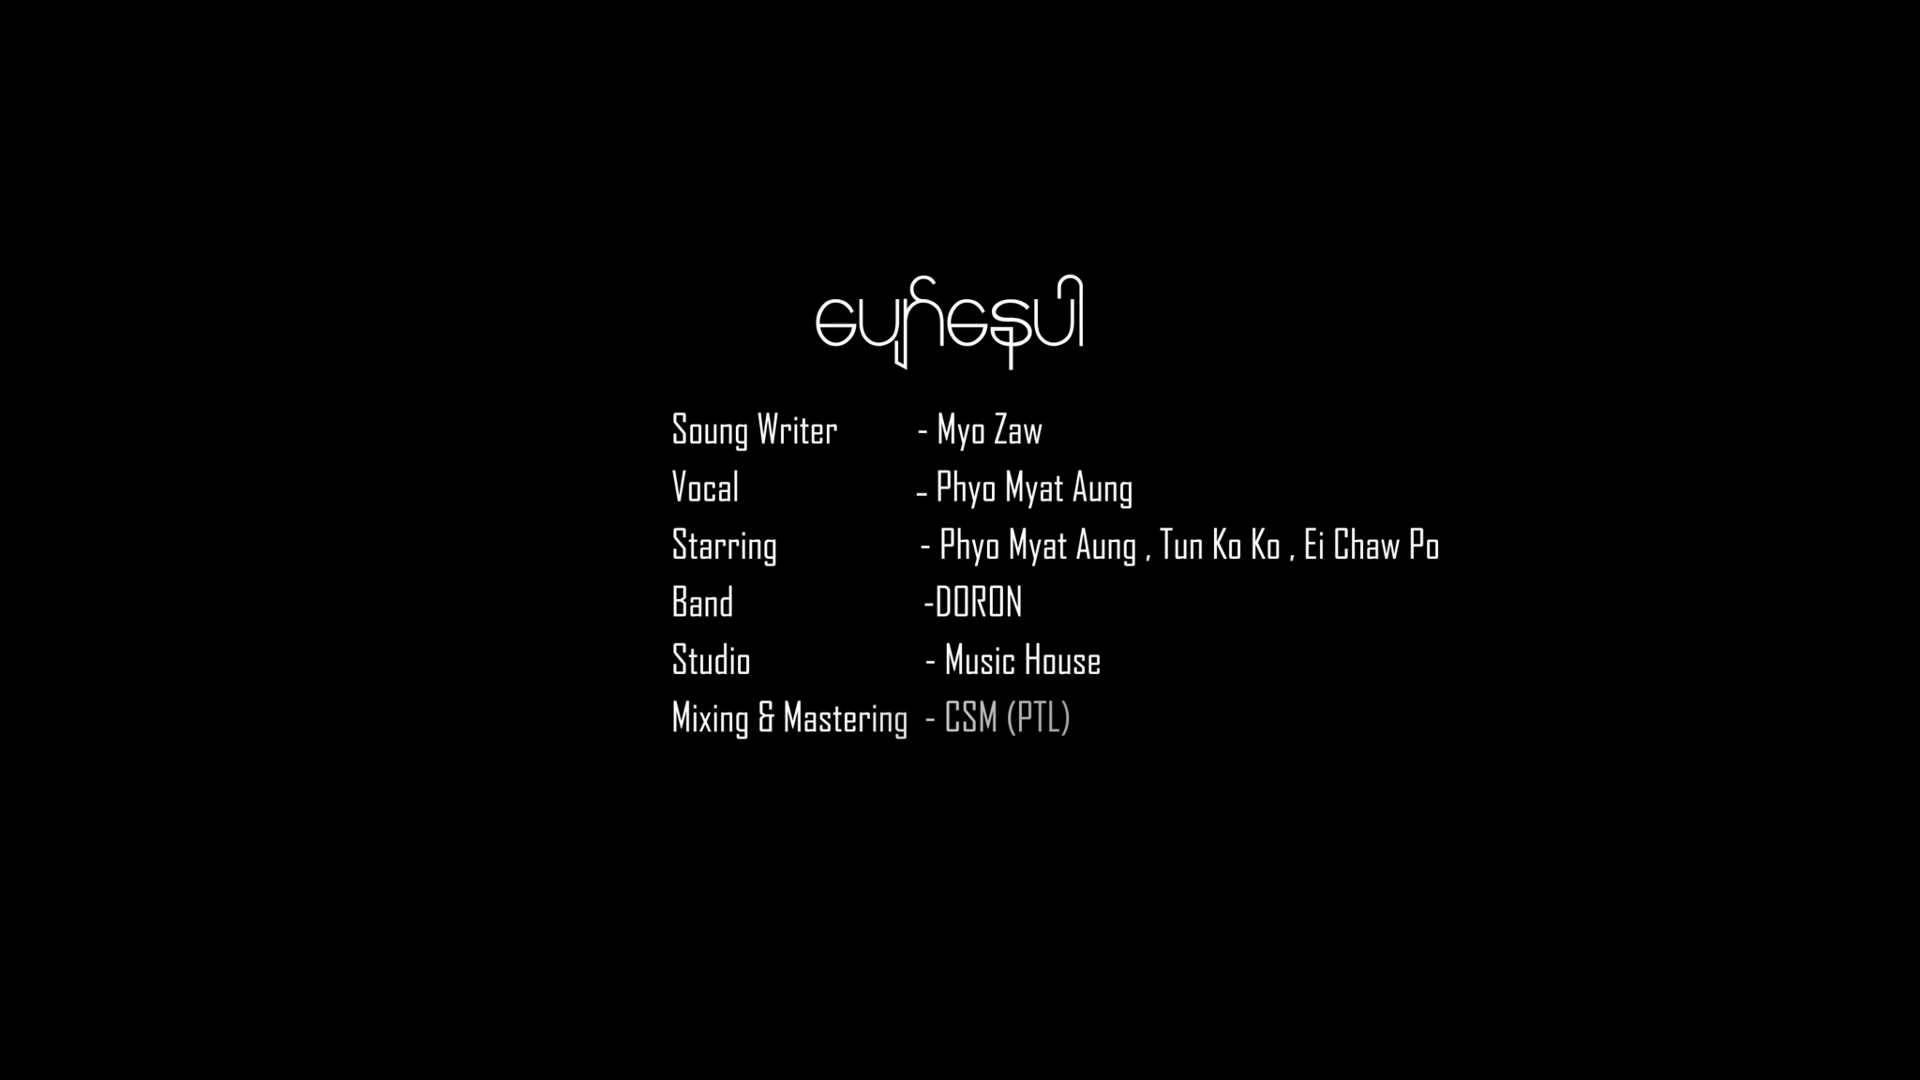 ပျော်နေပါ
Soung Writer - Myo Zaw
Vocal - Phyo Myat Aung
Starring - Phyo Myat Aung , Tun Ko Ko , Ei Chaw Po
Band -DORON
Studio - Music House
Mixing & Mastering - CSM (PTL)